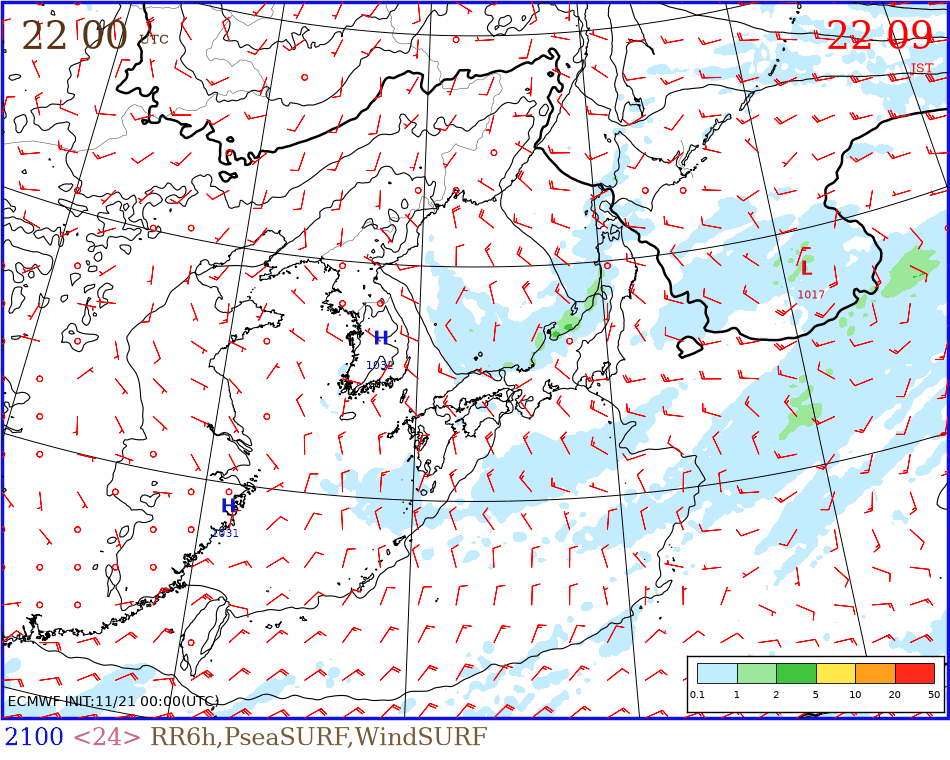 22 00 UTC
22 09
JST
L
1017
H
1032
H
1031
0.1 1 2 5 10 20 50
ECMWF INIT:11/21 00:00(UTC)
2100 <24> RR6h,PseaSURF,WindSURF